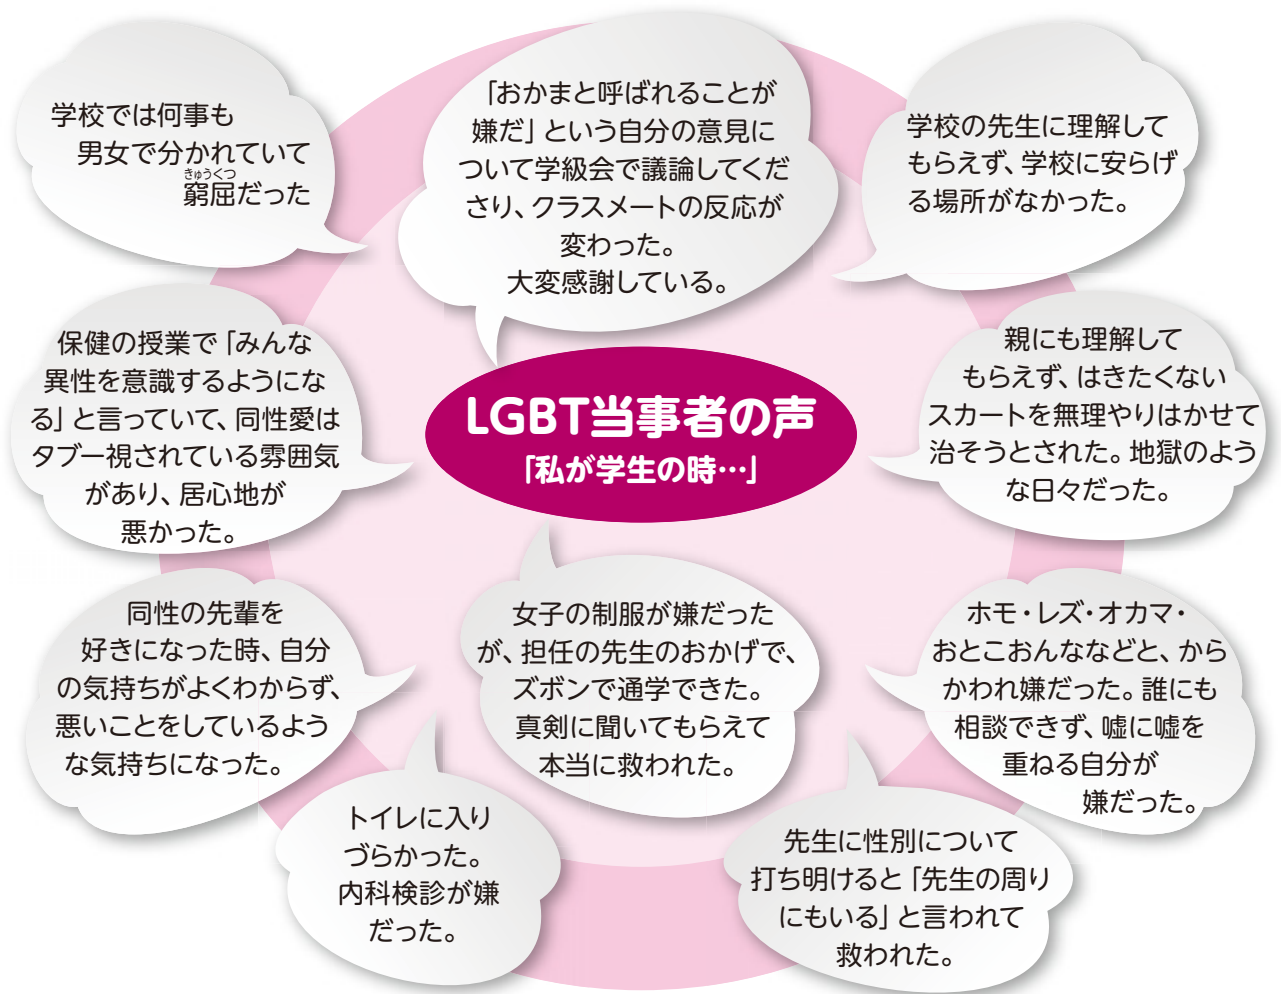 学校では何事も
男女で分かれていて
きゅうくつ
窮屈だった
「おかまと呼ばれることが
嫌だ」という自分の意見に
ついて学級会で議論してくだ
さり、クラスメートの反応が
変わった。
大変感謝している。
学校の先生に理解して
もらえず、学校に安らげ
る場所がなかった。
保健の授業で「みんな
異性を意識するようにな
る」と言っていて、同性愛は
タブー視されている雰囲気
があり、居心地が
悪かった。
LGBT当事者の声
「私が学生の時…」
親にも理解して
もらえず、はきたくない
スカートを無理やりはかせて
治そうとされた。地獄のよう
な日々だった。
同性の先輩を
好きになった時、自分
の気持ちがよくわからず、
悪いことをしているよう
な気持ちになった。
女子の制服が嫌だった
が、担任の先生のおかげで、
ズボンで通学できた。
真剣に聞いてもらえて
本当に救われた。
ホモ・レズ・オカマ・
おとこおんななどと、から
かわれ嫌だった。誰にも
相談できず、嘘に嘘を
重ねる自分が
嫌だった。
トイレに入り
づらかった。
内科検診が嫌
だった。
先生に性別について
打ち明けると「先生の周り
にもいる」と言われて
救われた。